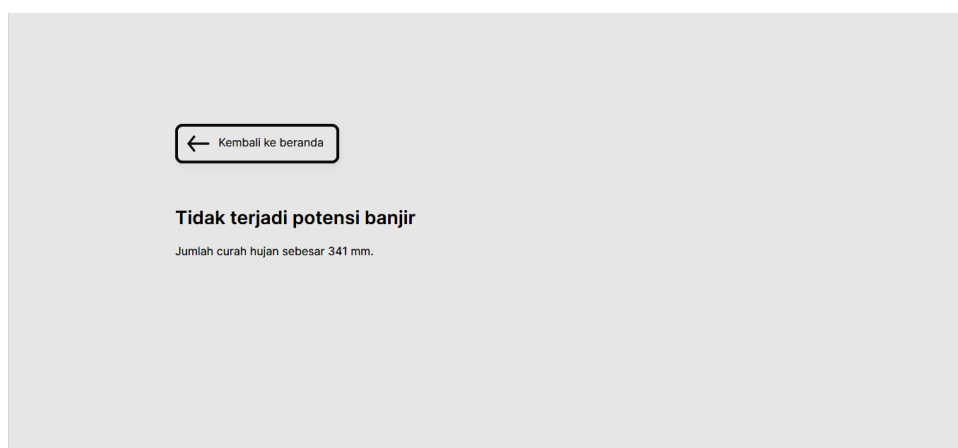 Kembali ke beranda
Tidak terjadi potensi banjir
Jumlah curah hujan sebesar 341 mm.